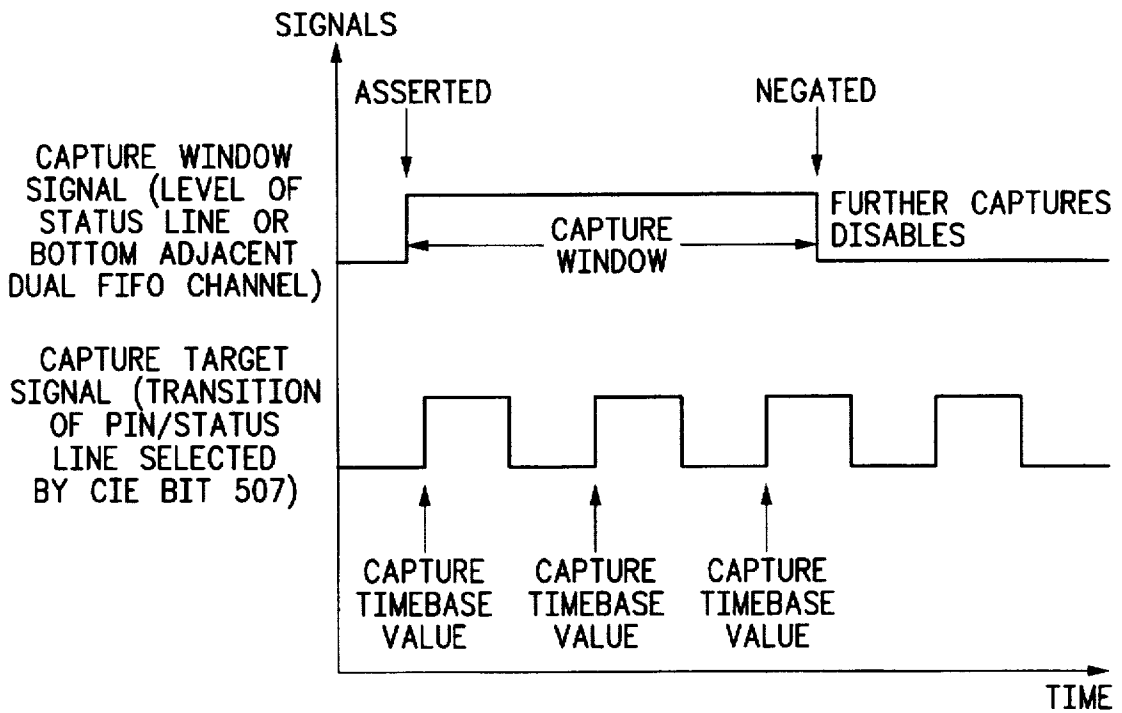 SIGNALS
ASSERTED
NEGATED
CAPTURE WINDOW
SIGNAL (LEVEL OF
STATUS LINE OR
BOTTOM ADJACENT
DUAL FIFO CHANNEL)
CAPTURE
WINDOW
FURTHER CAPTURES
DISABLES
CAPTURE TARGET
SIGNAL (TRANSITION
OF PIN/STATUS
LINE SELECTED
BY CIE BIT 507)
CAPTURE
TIMEBASE
VALUE
CAPTURE
TIMEBASE
VALUE
CAPTURE
TIMEBASE
VALUE
TIME